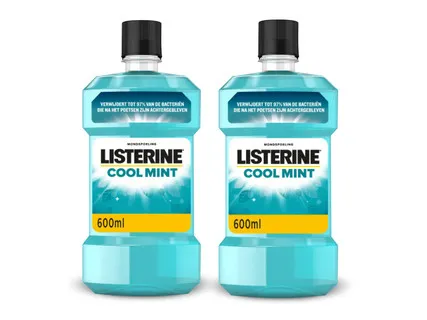 VERWIJDERT TOT 97% VAN DE BACTERIËN
DIE NA HET POETSEN ZIJN ACHTERGEBLEVEN
MONDSPOELING
LISTERINE®
COOL MINT
600ml
VERWIJDERT TOT 97% VAN DE BACTERIËN
DIE NA HET POETSEN ZIJN ACHTERGEBLEVEN
MONDSPOELING
LISTERINE®
COOL MINT
600ml